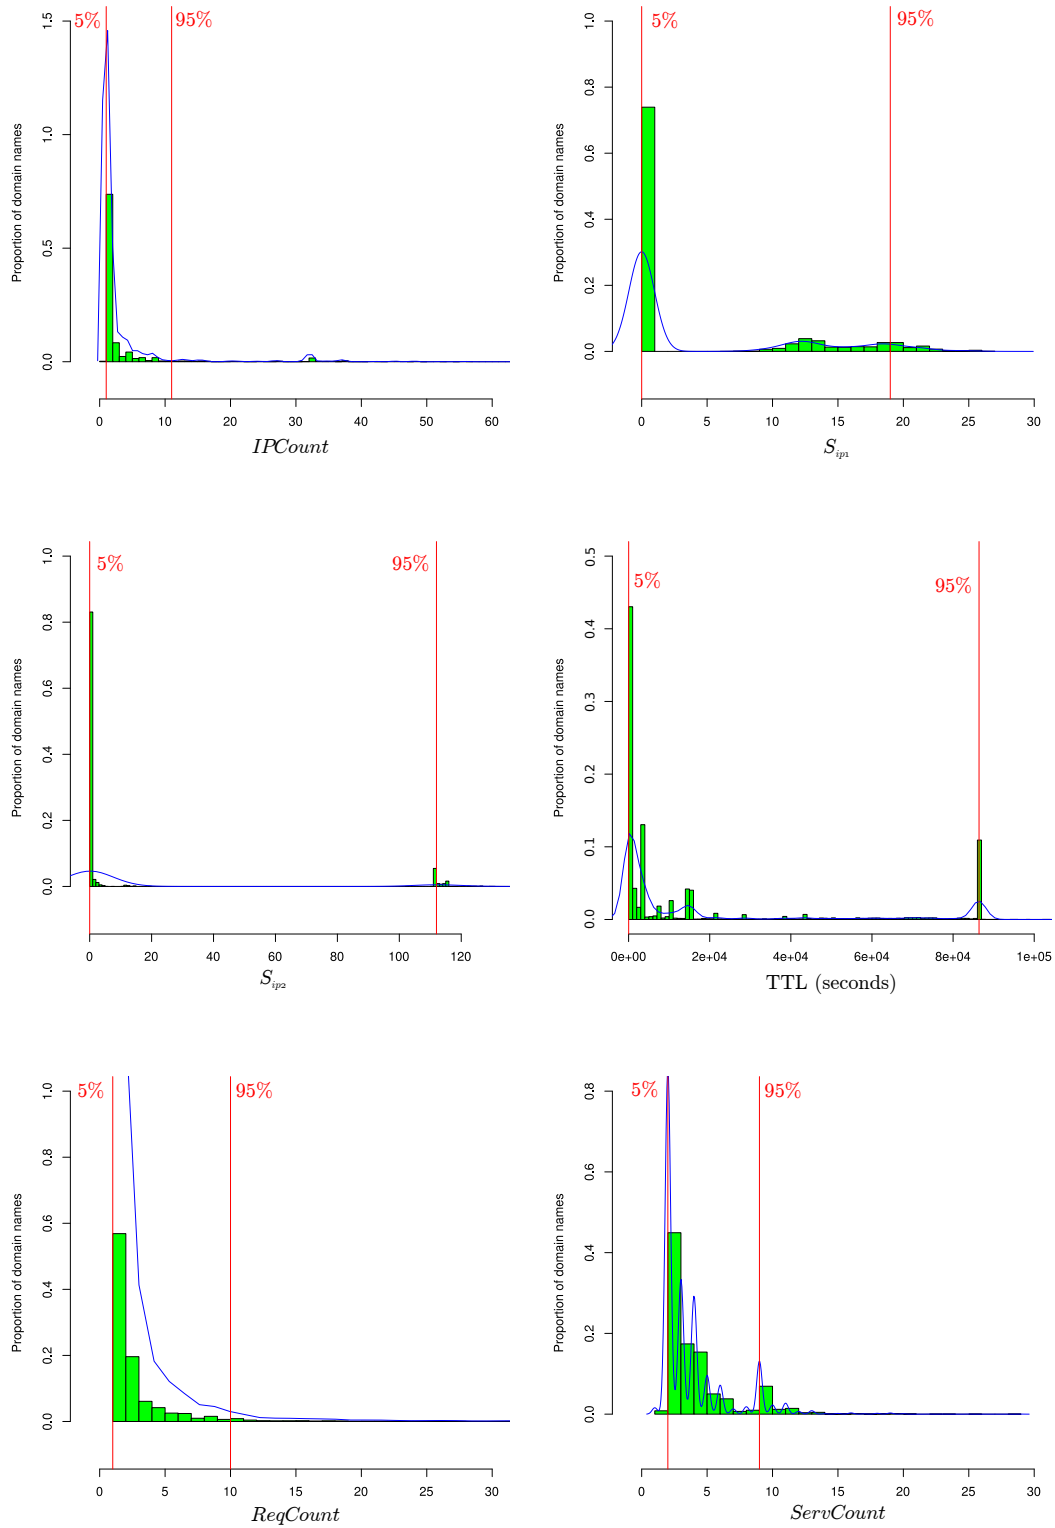 5% 95%
1.5
1.0
0.5
0.0
Proportion of domain names
0 10 20 30 40 50 60
IPCount
5% 95%
1.0
0.8
0.6
0.4
0.2
0.0
Proportion of domain names
0 5 10 15 20 25 30
S_ip1
5% 95%
1.0
0.8
0.6
0.4
0.2
0.0
Proportion of domain names
0 20 40 60 80 100 120
S_ip2
5% 95%
0.5
0.4
0.3
0.2
0.1
0.0
Proportion of domain names
0e+00 2e+04 4e+04 6e+04 8e+04 1e+05
TTL (seconds)
5% 95%
1.0
0.8
0.6
0.4
0.2
0.0
Proportion of domain names
0 5 10 15 20 25 30
ReqCount
5% 95%
0.8
0.6
0.4
0.2
0.0
Proportion of domain names
0 5 10 15 20 25 30
ServCount